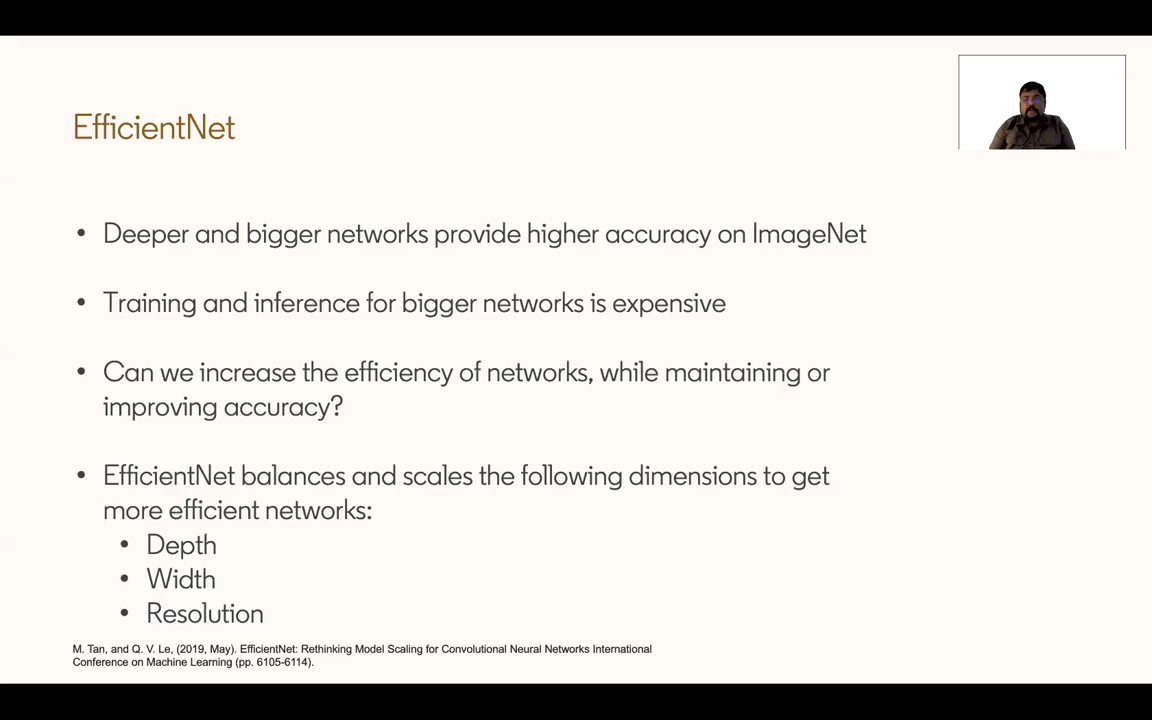 EfficientNet
• Deeper and bigger networks provide higher accuracy on ImageNet
• Training and inference for bigger networks is expensive
• Can we increase the efficiency of networks, while maintaining or
improving accuracy?
• EfficientNet balances and scales the following dimensions to get
more efficient networks:
• Depth
• Width
• Resolution
M. Tan, and Q. V. Le, (2019, May). EfficientNet: Rethinking Model Scaling for Convolutional Neural Networks International
Conference on Machine Learning (pp. 6105-6114).